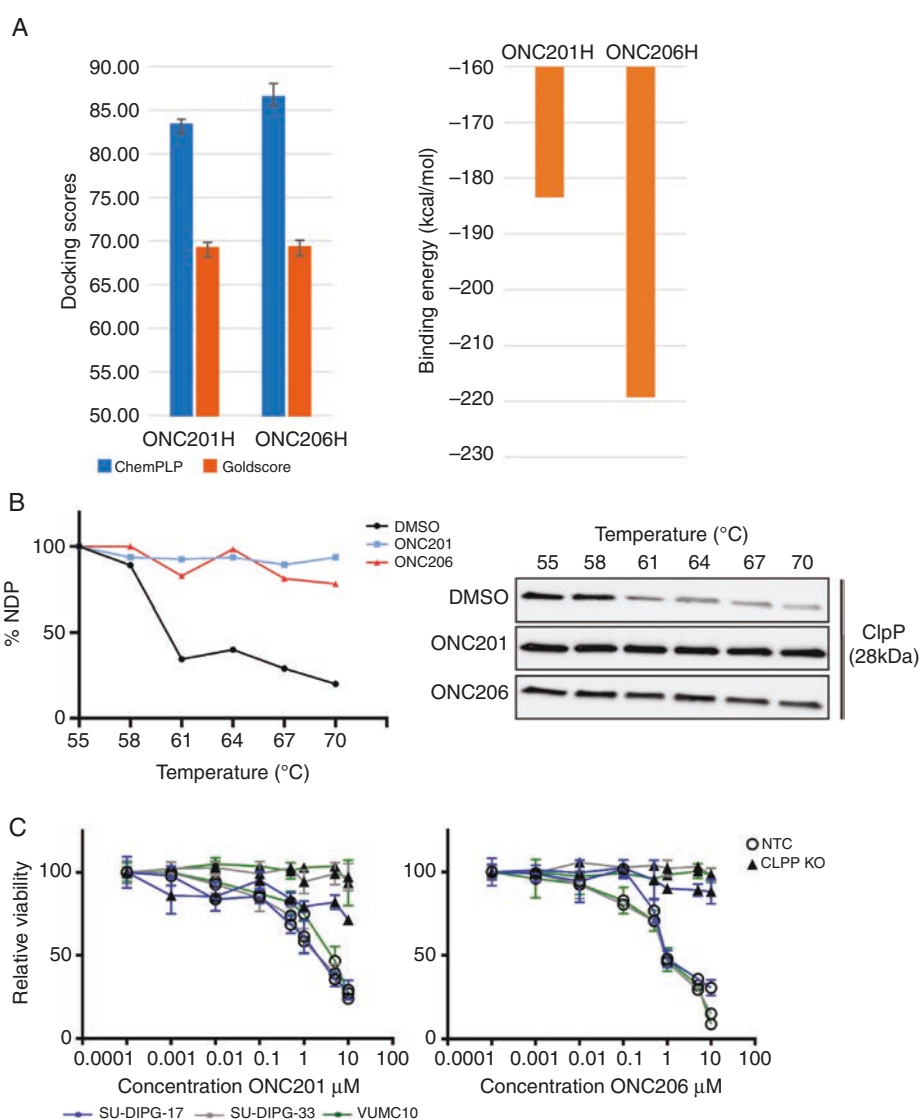 A
90.00
85.00
80.00
75.00
70.00
65.00
60.00
55.00
50.00
Docking scores
ONC201H ONC206H
ChemPLP Goldscore
ONC201H ONC206H
–160
–170
–180
–190
–200
–210
–220
–230
Binding energy (kcal/mol)
B
100
50
0
% NDP
55 58 61 64 67 70
Temperature (°C)
DMSO
ONC201
ONC206
Temperature (°C)
55 58 61 64 67 70
DMSO
ONC201
ONC206
ClpP
(28kDa)
C
100
50
0
Relative viability
0.0001 0.001 0.01 0.1 1 10 100
Concentration ONC201 μM
100
50
0
0.0001 0.001 0.01 0.1 1 10 100
Concentration ONC206 μM
NTC
CLPP KO
SU-DIPG-17 SU-DIPG-33 VUMC10